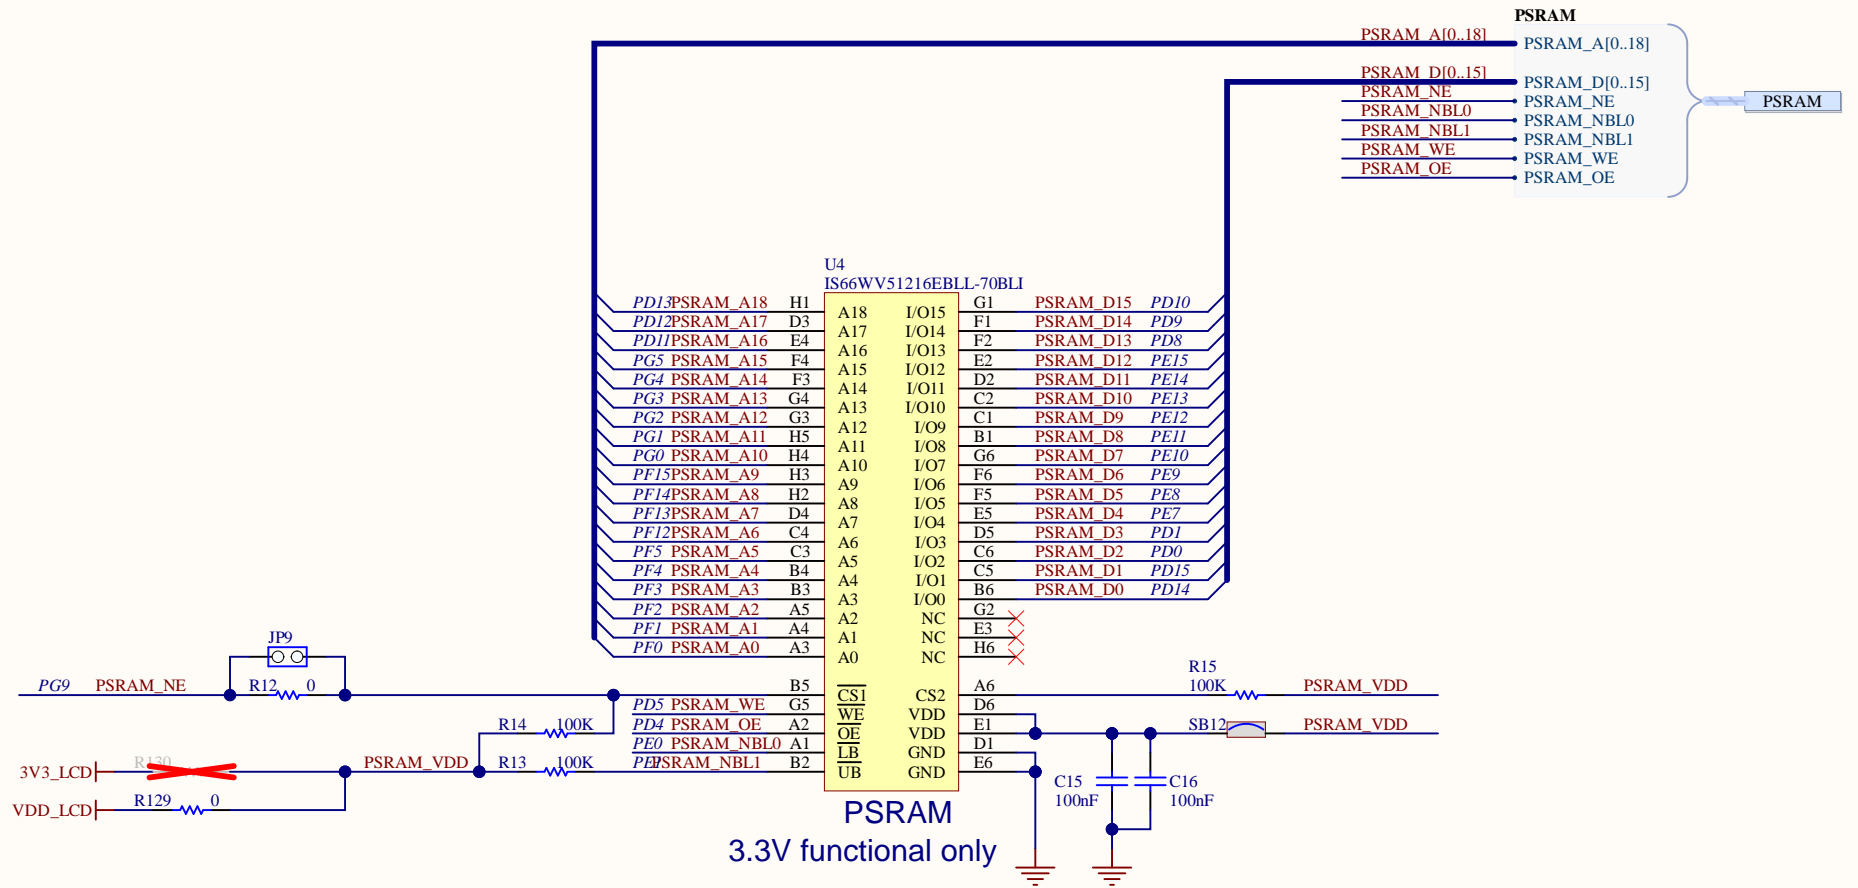 PSRAM
PSRAM_A[0..18] PSRAM_A[0..18]
PSRAM_D[0..15] PSRAM_D[0..15]
PSRAM_NE PSRAM_NE PSRAM
PSRAM_NBL0 PSRAM_NBL0
PSRAM_NBL1 PSRAM_NBL1
PSRAM_WE PSRAM_WE
PSRAM_OE PSRAM_OE
U4
IS66WV51216EBLL-70BLI
PD13 PSRAM_A18 H1 A18 I/O15 G1 PSRAM_D15 PD10
PD12 PSRAM_A17 D3 A17 I/O14 F1 PSRAM_D14 PD9
PD11 PSRAM_A16 E4 A16 I/O13 F2 PSRAM_D13 PD8
PG5 PSRAM_A15 F4 A15 I/O12 E2 PSRAM_D12 PE15
PG4 PSRAM_A14 F3 A14 I/O11 D2 PSRAM_D11 PE14
PG3 PSRAM_A13 G4 A13 I/O10 C2 PSRAM_D10 PE13
PG2 PSRAM_A12 G3 A12 I/O9 C1 PSRAM_D9 PE12
PG1 PSRAM_A11 H5 A11 I/O8 B1 PSRAM_D8 PE11
PG0 PSRAM_A10 H4 A10 I/O7 G6 PSRAM_D7 PE10
PF15 PSRAM_A9 H3 A9 I/O6 F6 PSRAM_D6 PE9
PF14 PSRAM_A8 H2 A8 I/O5 F5 PSRAM_D5 PE8
PF13 PSRAM_A7 D4 A7 I/O4 E5 PSRAM_D4 PE7
PF12 PSRAM_A6 C4 A6 I/O3 D5 PSRAM_D3 PD1
PF5 PSRAM_A5 C3 A5 I/O2 C6 PSRAM_D2 PD0
PF4 PSRAM_A4 B4 A4 I/O1 C5 PSRAM_D1 PD15
PF3 PSRAM_A3 B3 A3 I/O0 B6 PSRAM_D0 PD14
PF2 PSRAM_A2 A5 A2 NC G2
PF1 PSRAM_A1 A4 A1 NC E3
PF0 PSRAM_A0 A3 A0 NC H6
JP9
PG9 PSRAM_NE R12 0 B5 CS1 CS2 A6 R15 100K PSRAM_VDD
PD5 PSRAM_WE G5 WE VDD D6
R14 100K PD4 PSRAM_OE A2 OE VDD E1 SB12 PSRAM_VDD
PE0 PSRAM_NBL0 A1 LB GND D1
3V3_LCD R130 PSRAM_VDD R13 100K PSRAM_NBL1 B2 UB GND E6
VDD_LCD R129 0
C15 100nF C16 100nF
PSRAM
3.3V functional only